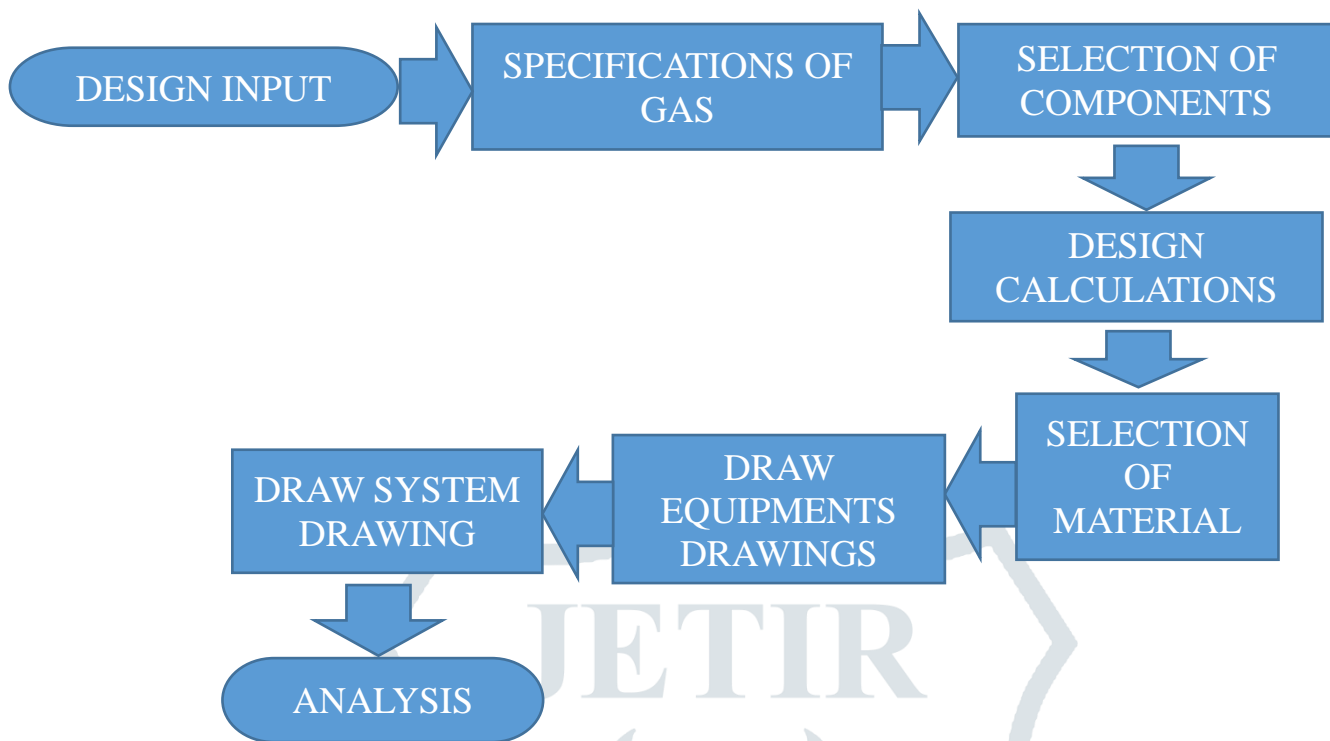 DESIGN INPUT
SPECIFICATIONS OF
GAS
SELECTION OF
COMPONENTS
DESIGN
CALCULATIONS
SELECTION
OF
MATERIAL
DRAW
EQUIPMENTS
DRAWINGS
DRAW SYSTEM
DRAWING
ANALYSIS
JETIR